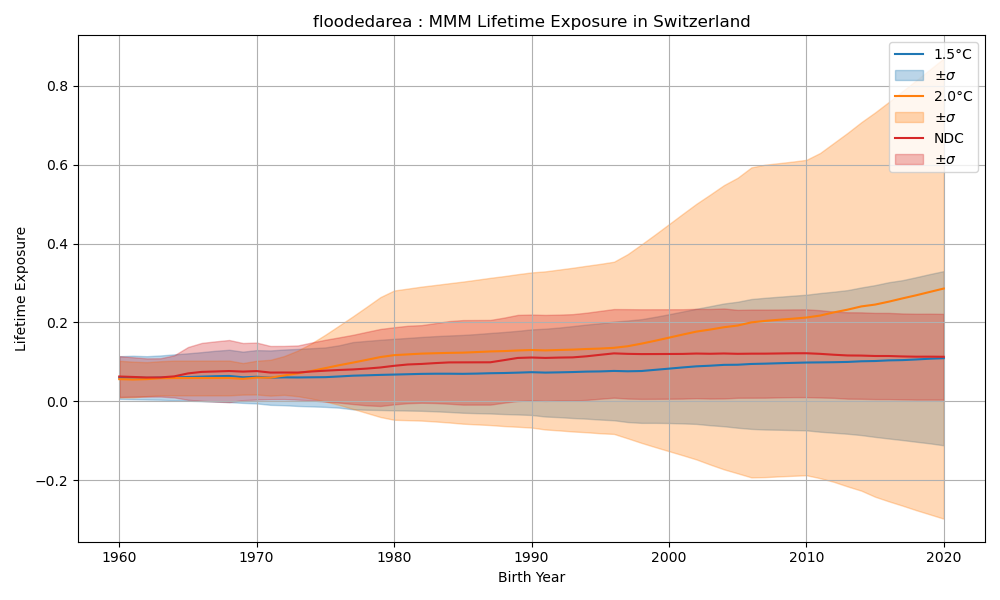 floodedarea : MMM Lifetime Exposure in Switzerland
1.5°C
±σ
2.0°C
±σ
NDC
±σ
Lifetime Exposure
0.8
0.6
0.4
0.2
0.0
−0.2
1960 1970 1980 1990 2000 2010 2020
Birth Year